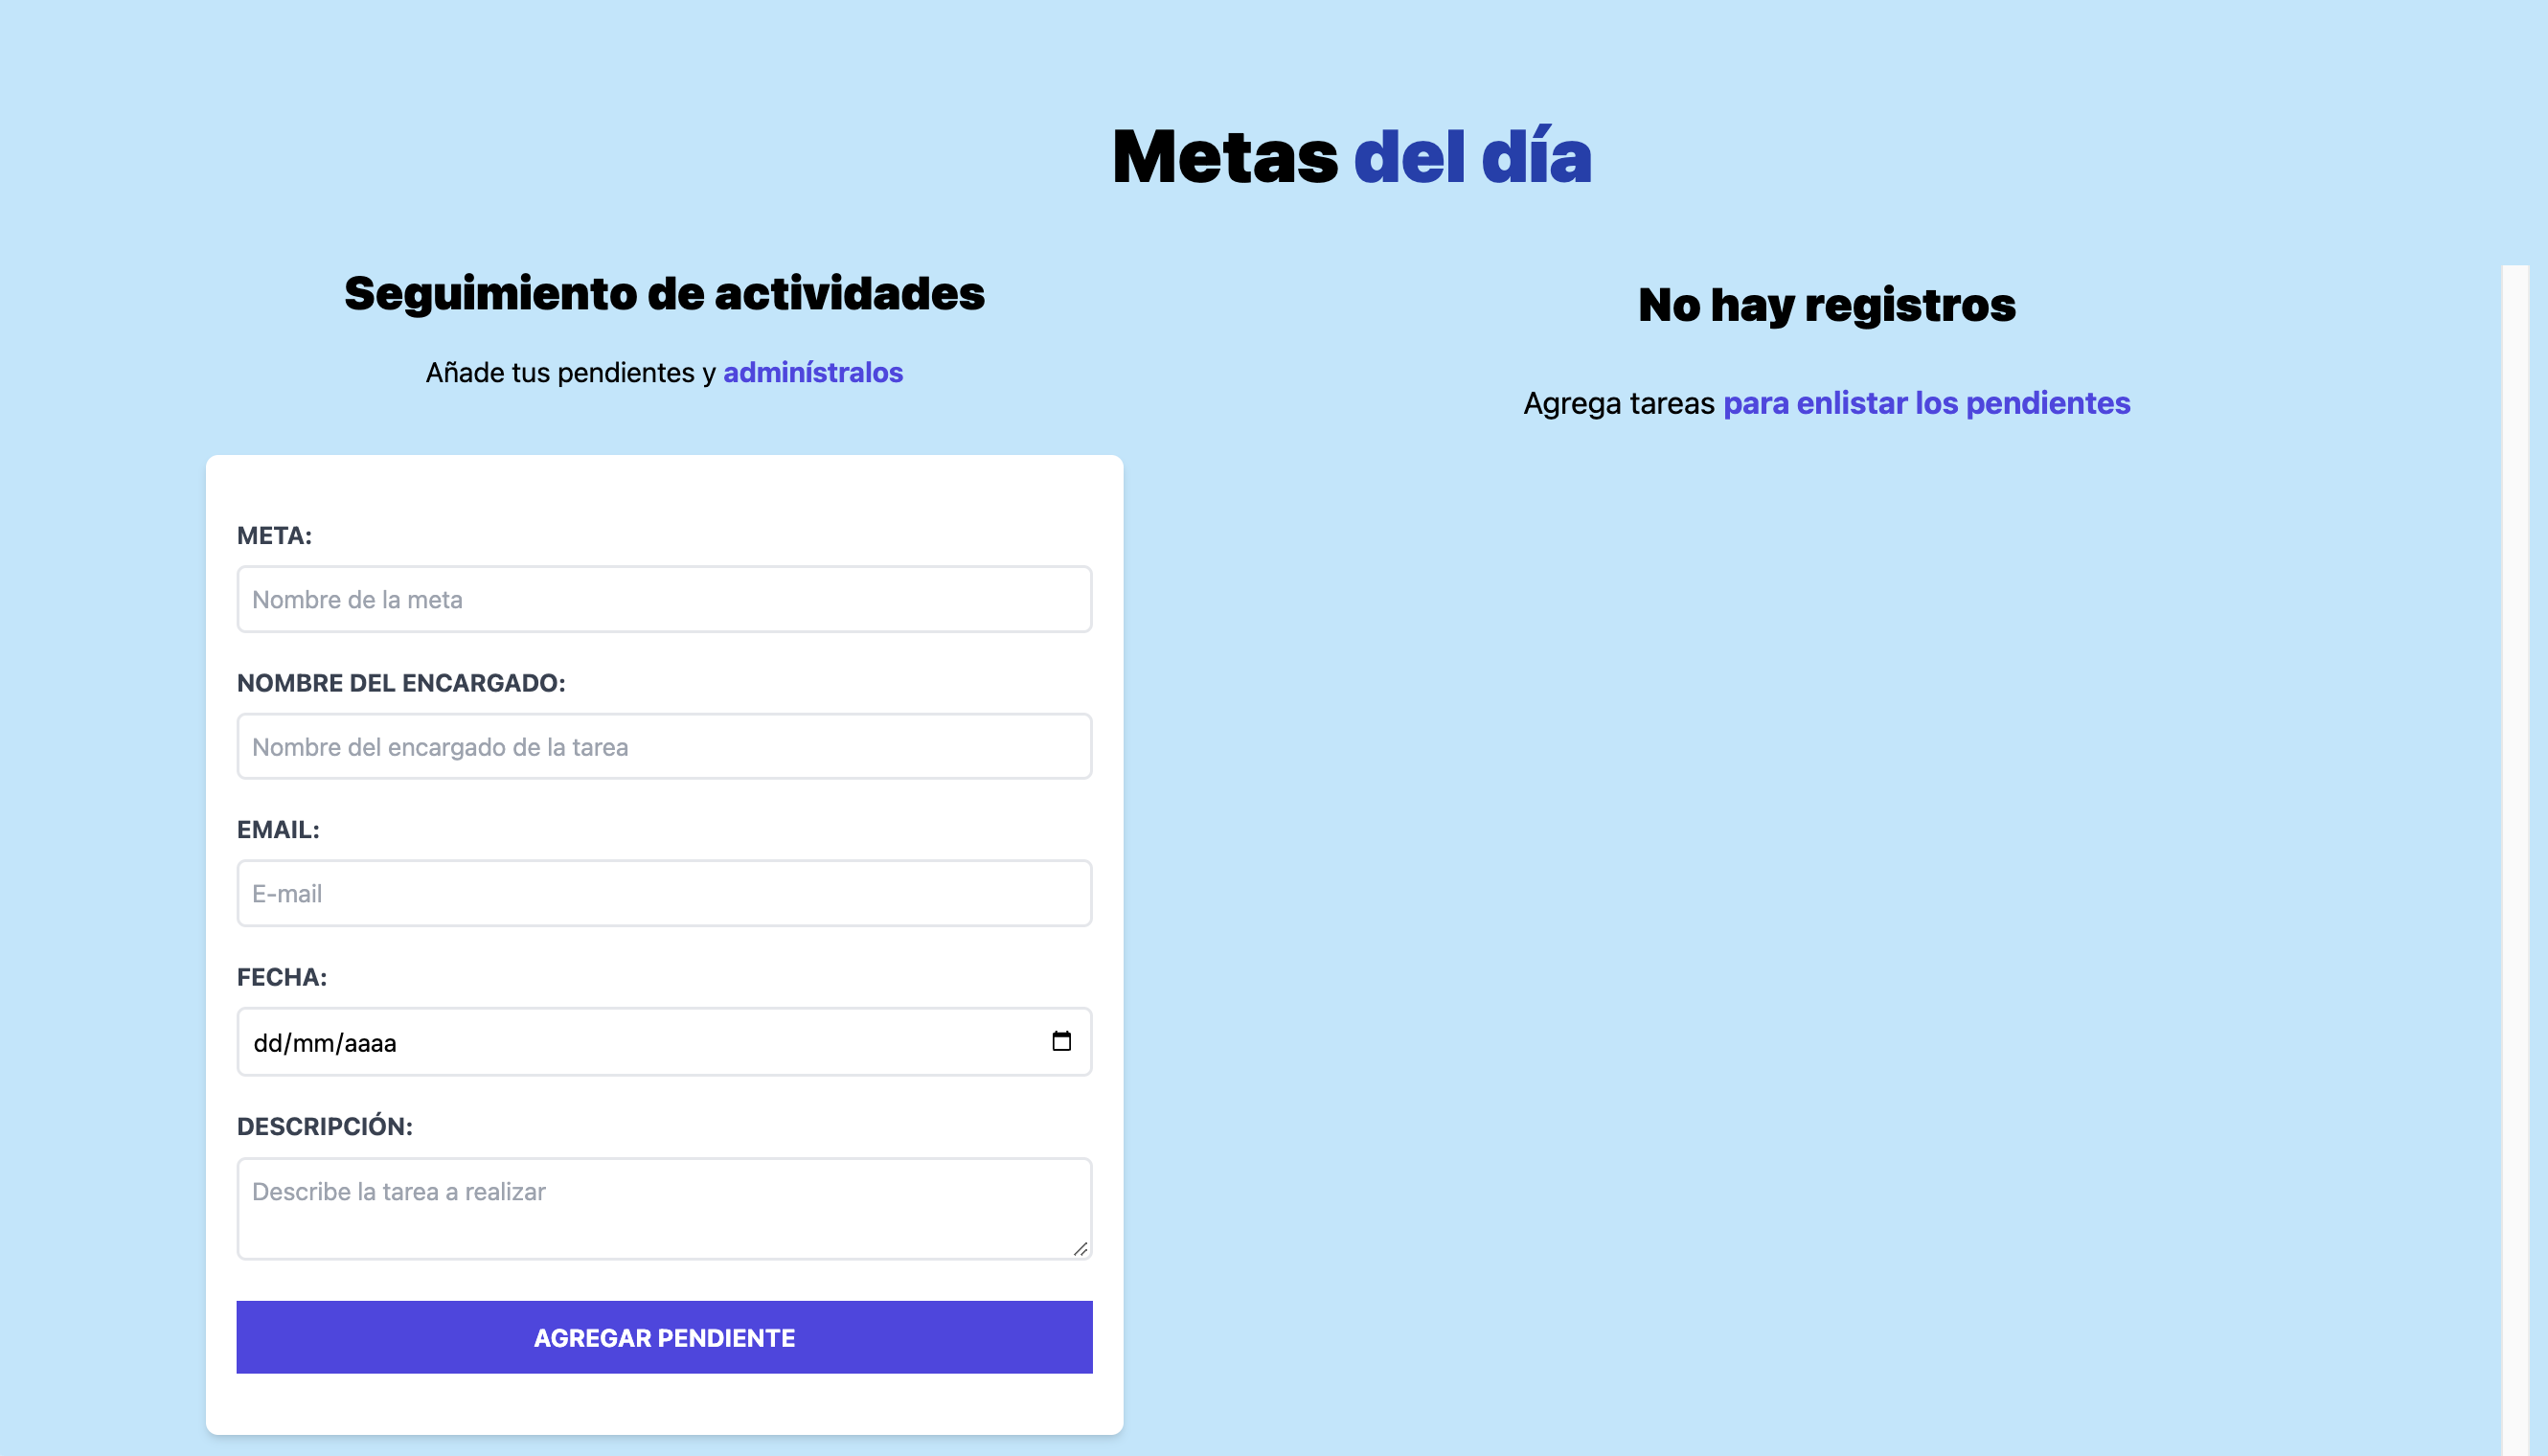 Metas del día
Seguimiento de actividades
Añade tus pendientes y adminístralos
META:
Nombre de la meta
NOMBRE DEL ENCARGADO:
Nombre del encargado de la tarea
EMAIL:
E-mail
FECHA:
dd/mm/aaaa
DESCRIPCIÓN:
Describe la tarea a realizar
AGREGAR PENDIENTE
No hay registros
Agrega tareas para enlistar los pendientes